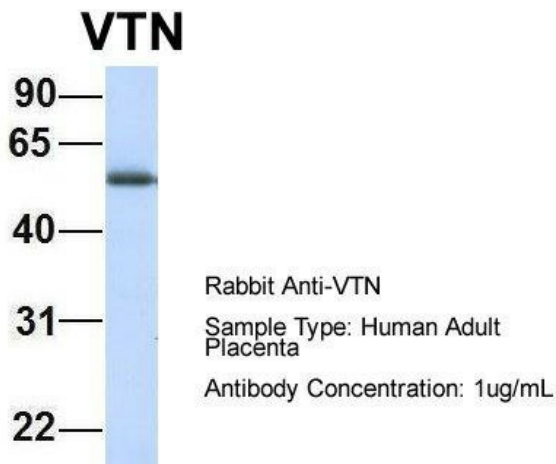 VTN
90
65
40
31
22
Rabbit Anti-VTN
Sample Type: Human Adult
Placenta
Antibody Concentration: 1ug/mL